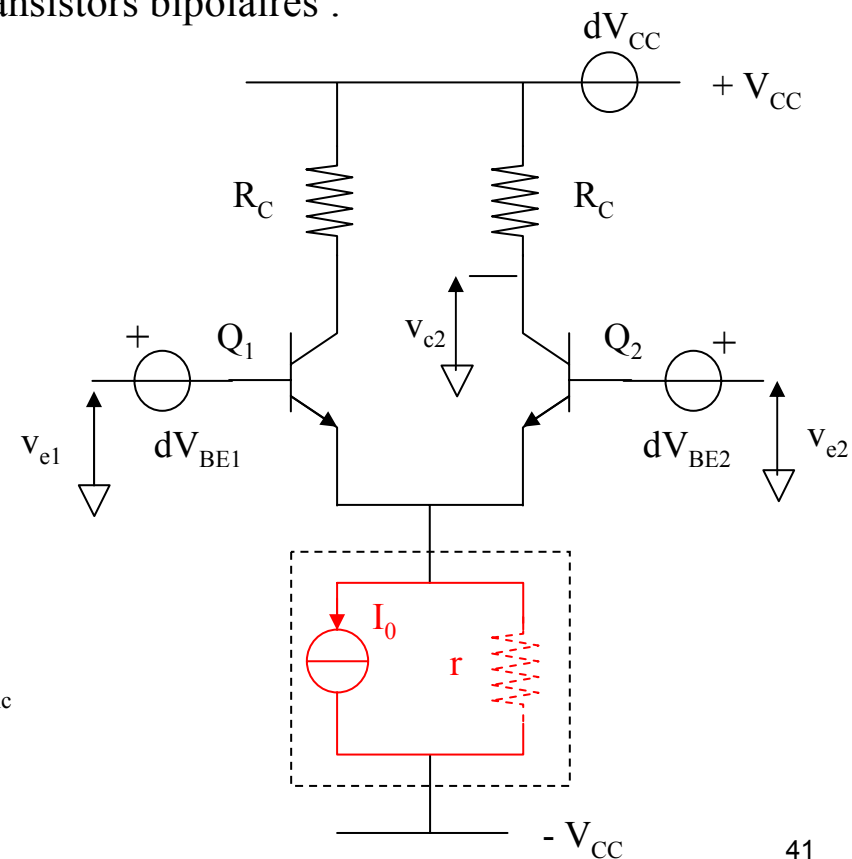 ansistors bipolaires :
dV_CC
+ V_CC
R_C R_C
+ Q_1 v_c2 Q_2 +
v_e1 dV_BE1 dV_BE2 v_e2
I_0
r
c
- V_CC
41